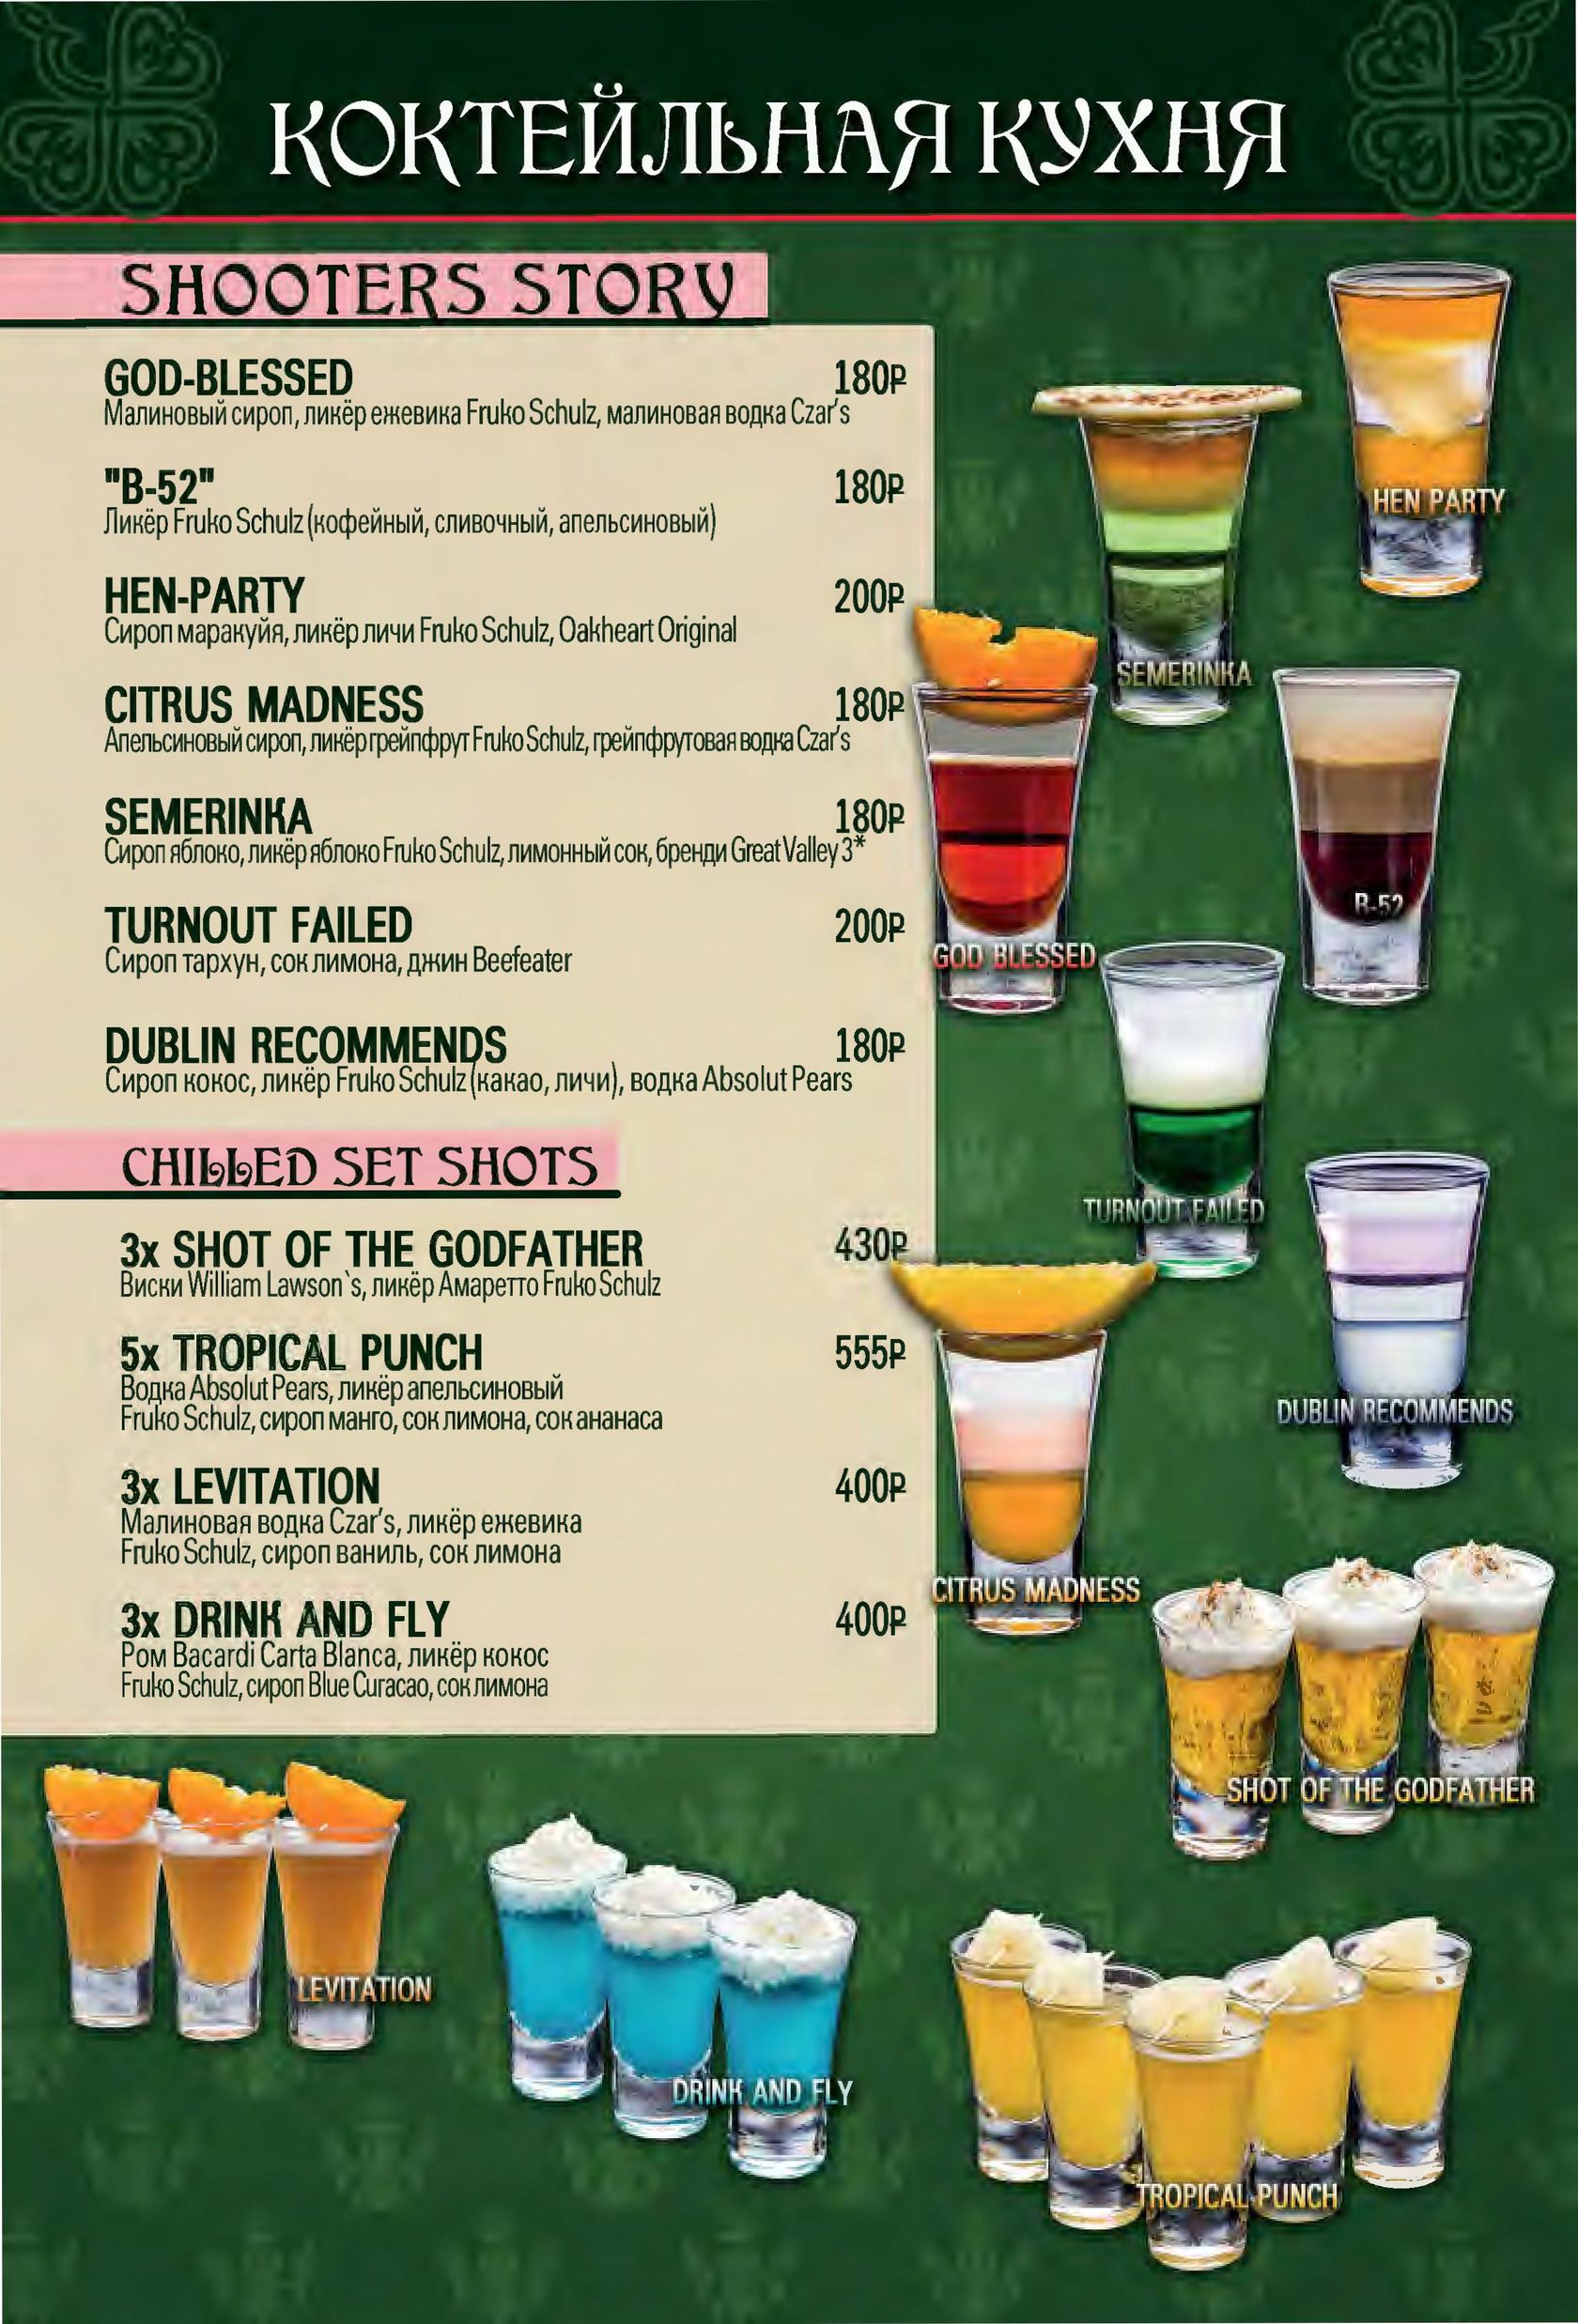 КОКТЕЙЛЬНАЯ КУХНЯ
SHOOTERS STORY
GOD-BLESSED 180₽
Малиновый сироп, ликёр ежевика Fruko Schulz, малиновая водка Czar's
"B-52" 180₽
Ликёр Fruko Schulz (кофейный, сливочный, апельсиновый)
HEN-PARTY 200₽
Сироп маракуйя, ликёр личи Fruko Schulz, Oakheart Original
CITRUS MADNESS 180₽
Апельсиновый сироп, ликёр грейпфрут Fruko Schulz, грейпфрутовая водка Czar's
SEMERINKA 180₽
Сироп яблоко, ликёр яблоко Fruko Schulz, лимонный сок, бренди Great Valley 3*
TURNOUT FAILED 200₽
Сироп тархун, сок лимона, джин Beefeater
DUBLIN RECOMMENDS 180₽
Сироп кокос, ликёр Fruko Schulz (какао, личи), водка Absolut Pears
CHILLED SET SHOTS
3x SHOT OF THE GODFATHER 430₽
Виски William Lawson`s, ликёр Амаретто Fruko Schulz
5x TROPICAL PUNCH 555₽
Водка Absolut Pears, ликёр апельсиновый
Fruko Schulz, сироп манго, сок лимона, сок ананаса
3x LEVITATION 400₽
Малиновая водка Czar's, ликёр ежевика
Fruko Schulz, сироп ваниль, сок лимона
3x DRINK AND FLY 400₽
Ром Bacardi Carta Blanca, ликёр кокос
Fruko Schulz, сироп Blue Curacao, сок лимона
HEN PARTY
SEMERINKA
B-52
GOD BLESSED
TURNOUT FAILED
DUBLIN RECOMMENDS
CITRUS MADNESS
SHOT OF THE GODFATHER
LEVITATION
DRINK AND FLY
TROPICAL PUNCH